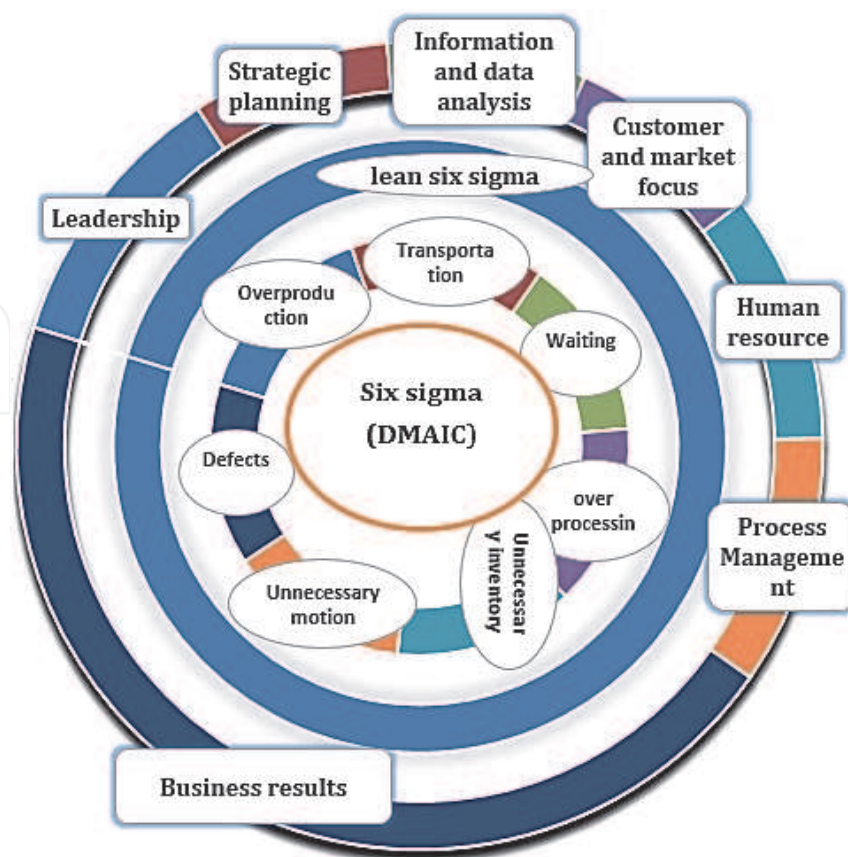 Information
and data
analysis
Strategic
planning
Customer
and market
focus
lean six sigma
Leadership
Transporta
tion
Overprodu
ction
Human
resource
Waiting
Six sigma
(DMAIC)
Defects
over
processin
Unnecessar
y inventory
Process
Manageme
nt
Unnecessary
motion
Business results